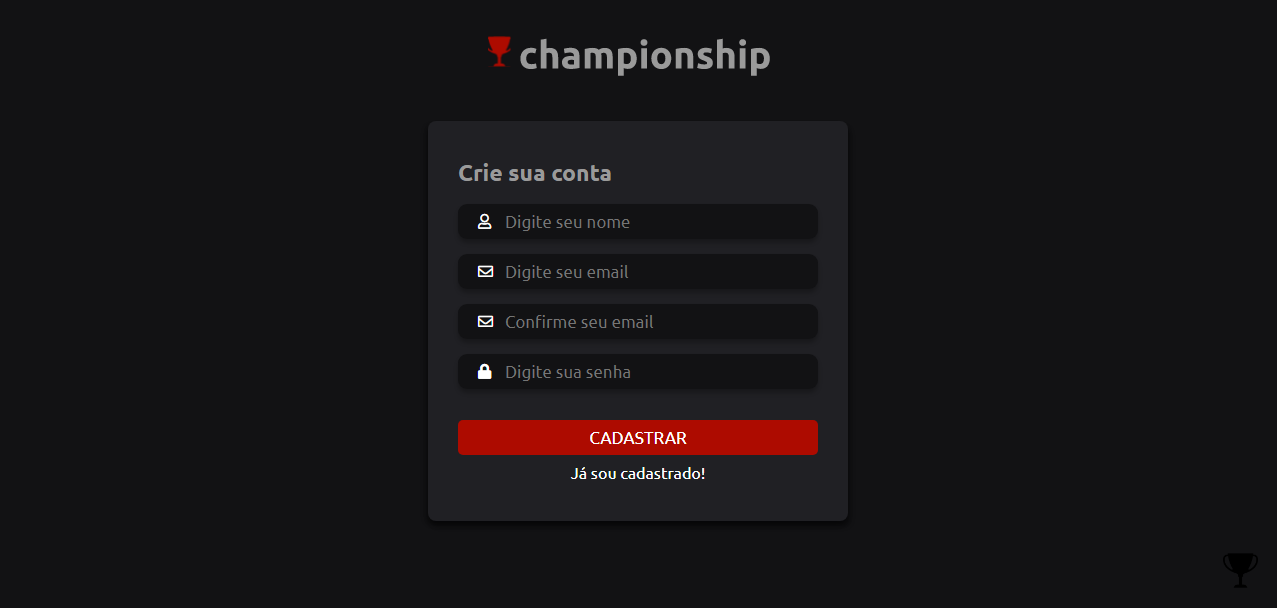 championship
Crie sua conta
Digite seu nome
Digite seu email
Confirme seu email
Digite sua senha
CADASTRAR
Já sou cadastrado!